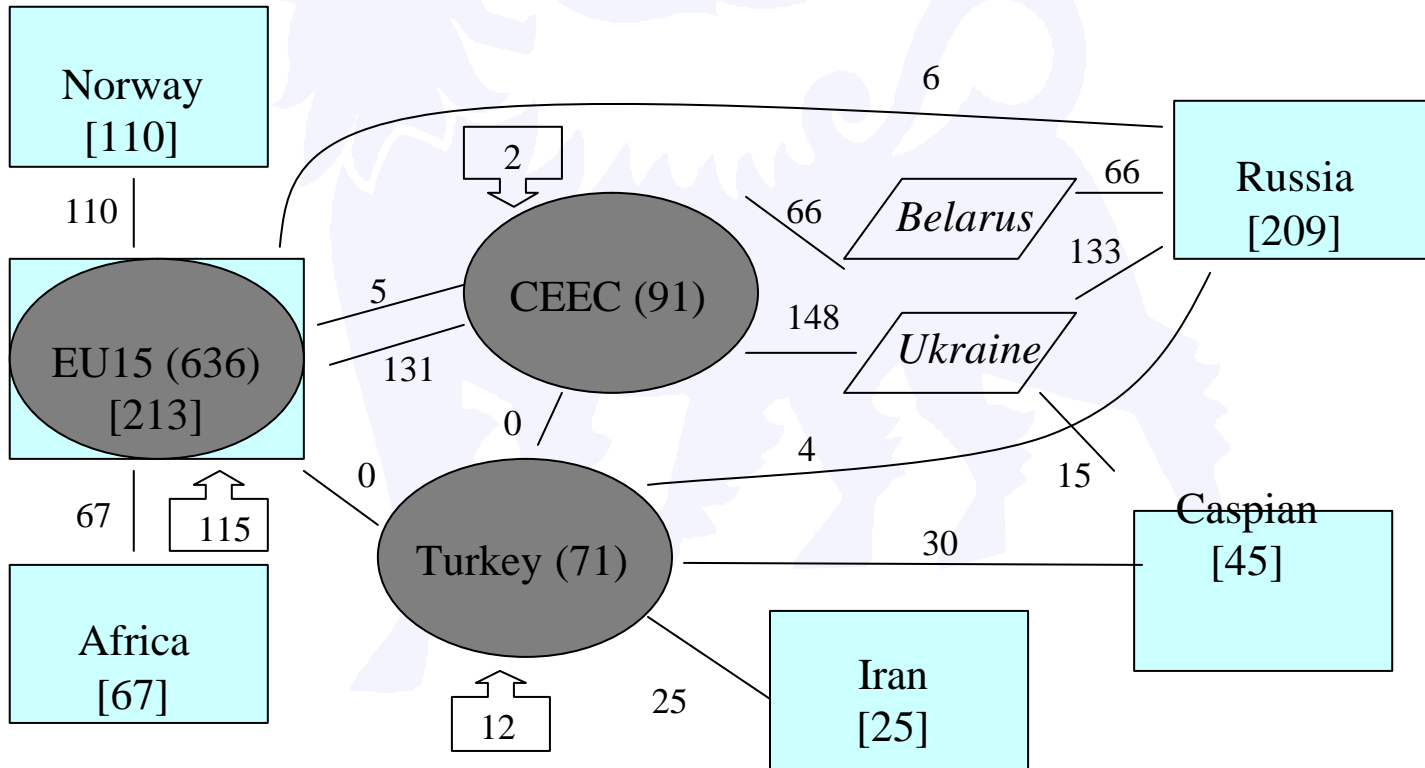 Norway
[110]
6
2
Russia
[209]
66
Belarus
66
110
133
5
CEEC (91)
148
Ukraine
EU15 (636)
[213]
131
0
4
0
15
67
115
Caspian
[45]
30
Turkey (71)
Africa
[67]
Iran
[25]
25
12